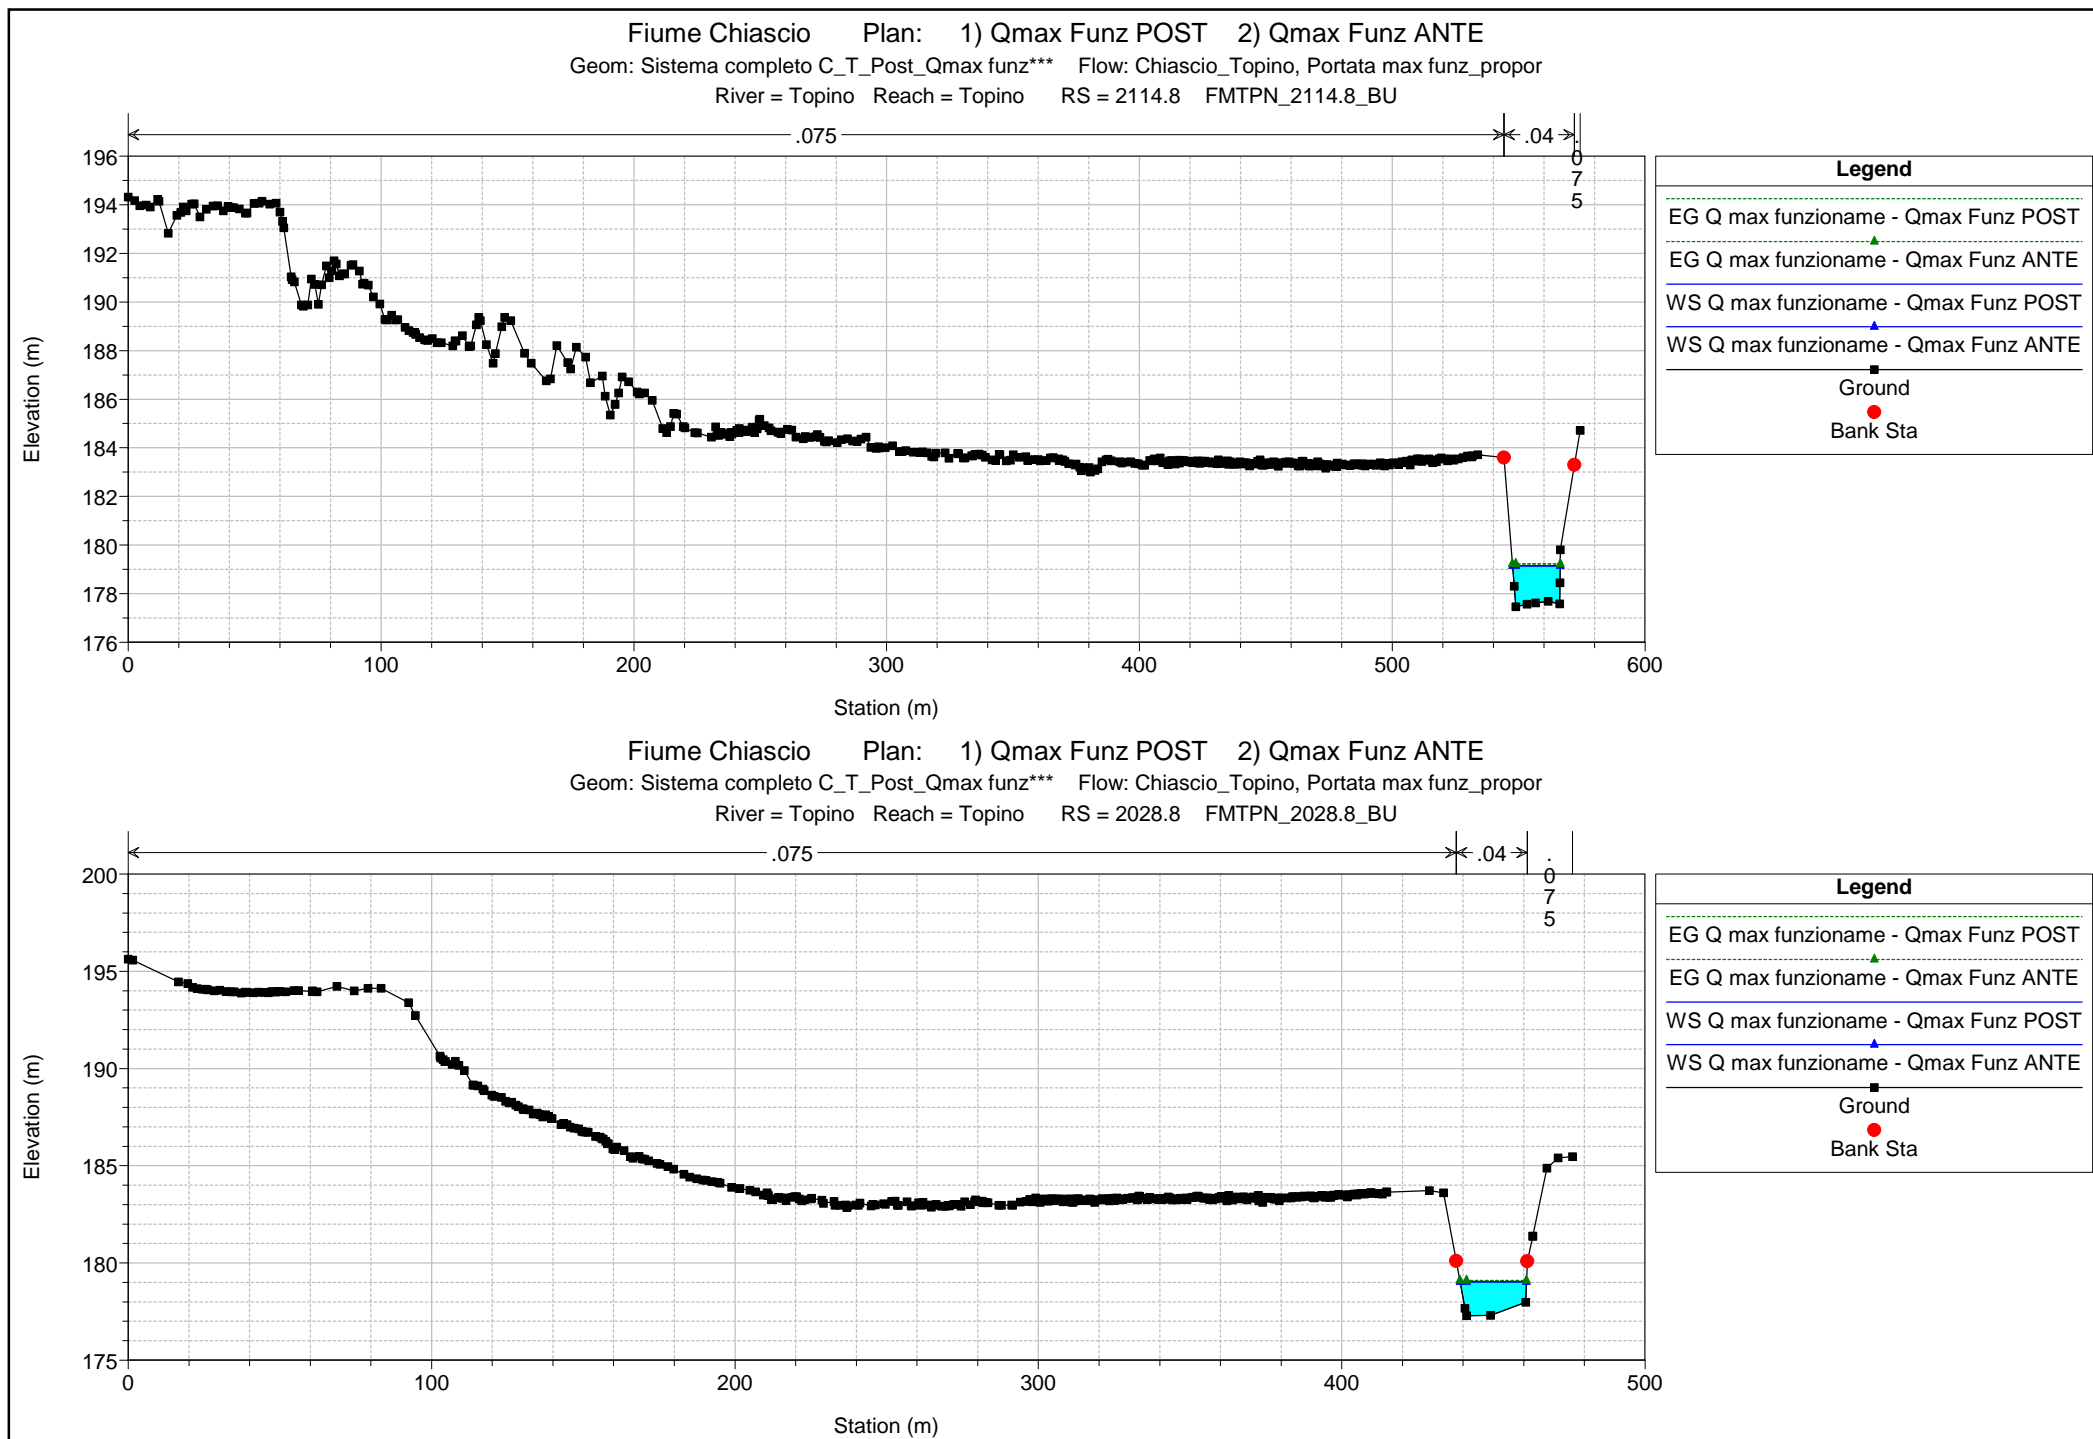 Fiume Chiascio Plan: 1) Qmax Funz POST 2) Qmax Funz ANTE
Geom: Sistema completo C_T_Post_Qmax funz*** Flow: Chiascio_Topino, Portata max funz_propor
River = Topino Reach = Topino RS = 2114.8 FMTPN_2114.8_BU
.075 .04 .075
196
194
192
190
188
186
184
182
180
178
176
Elevation (m)
0 100 200 300 400 500 600
Station (m)
Legend
EG Q max funzioname - Qmax Funz POST
EG Q max funzioname - Qmax Funz ANTE
WS Q max funzioname - Qmax Funz POST
WS Q max funzioname - Qmax Funz ANTE
Ground
Bank Sta
Fiume Chiascio Plan: 1) Qmax Funz POST 2) Qmax Funz ANTE
Geom: Sistema completo C_T_Post_Qmax funz*** Flow: Chiascio_Topino, Portata max funz_propor
River = Topino Reach = Topino RS = 2028.8 FMTPN_2028.8_BU
.075 .04 .075
200
195
190
185
180
175
Elevation (m)
0 100 200 300 400 500
Station (m)
Legend
EG Q max funzioname - Qmax Funz POST
EG Q max funzioname - Qmax Funz ANTE
WS Q max funzioname - Qmax Funz POST
WS Q max funzioname - Qmax Funz ANTE
Ground
Bank Sta